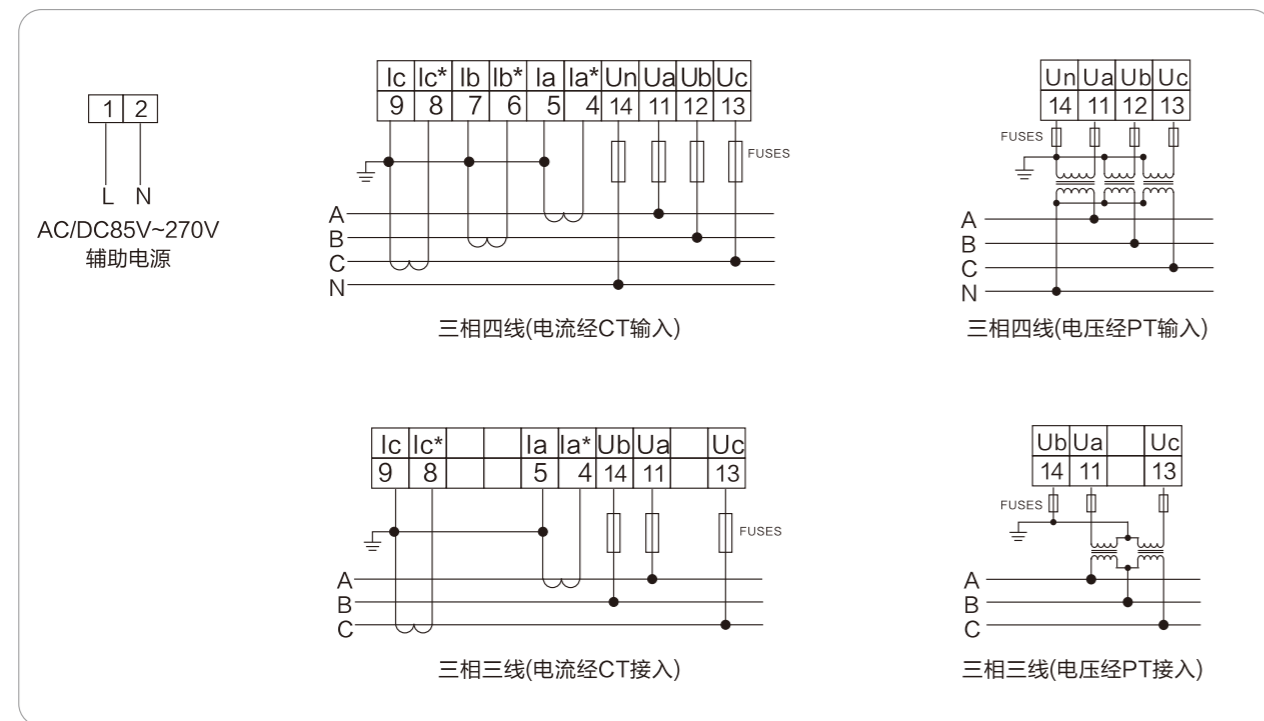 1 2
L N
AC/DC85V~270V
辅助电源
Ic Ic* Ib Ib* Ia Ia* Un Ua Ub Uc
9 8 7 6 5 4 14 11 12 13
FUSES
A
B
C
N
三相四线(电流经CT输入)
Un Ua Ub Uc
14 11 12 13
FUSES
A
B
C
N
三相四线(电压经PT输入)
Ic Ic* Ia Ia* Ub Ua Uc
9 8 5 4 14 11 13
FUSES
A
B
C
三相三线(电流经CT接入)
Ub Ua Uc
14 11 13
FUSES
A
B
C
三相三线(电压经PT接入)